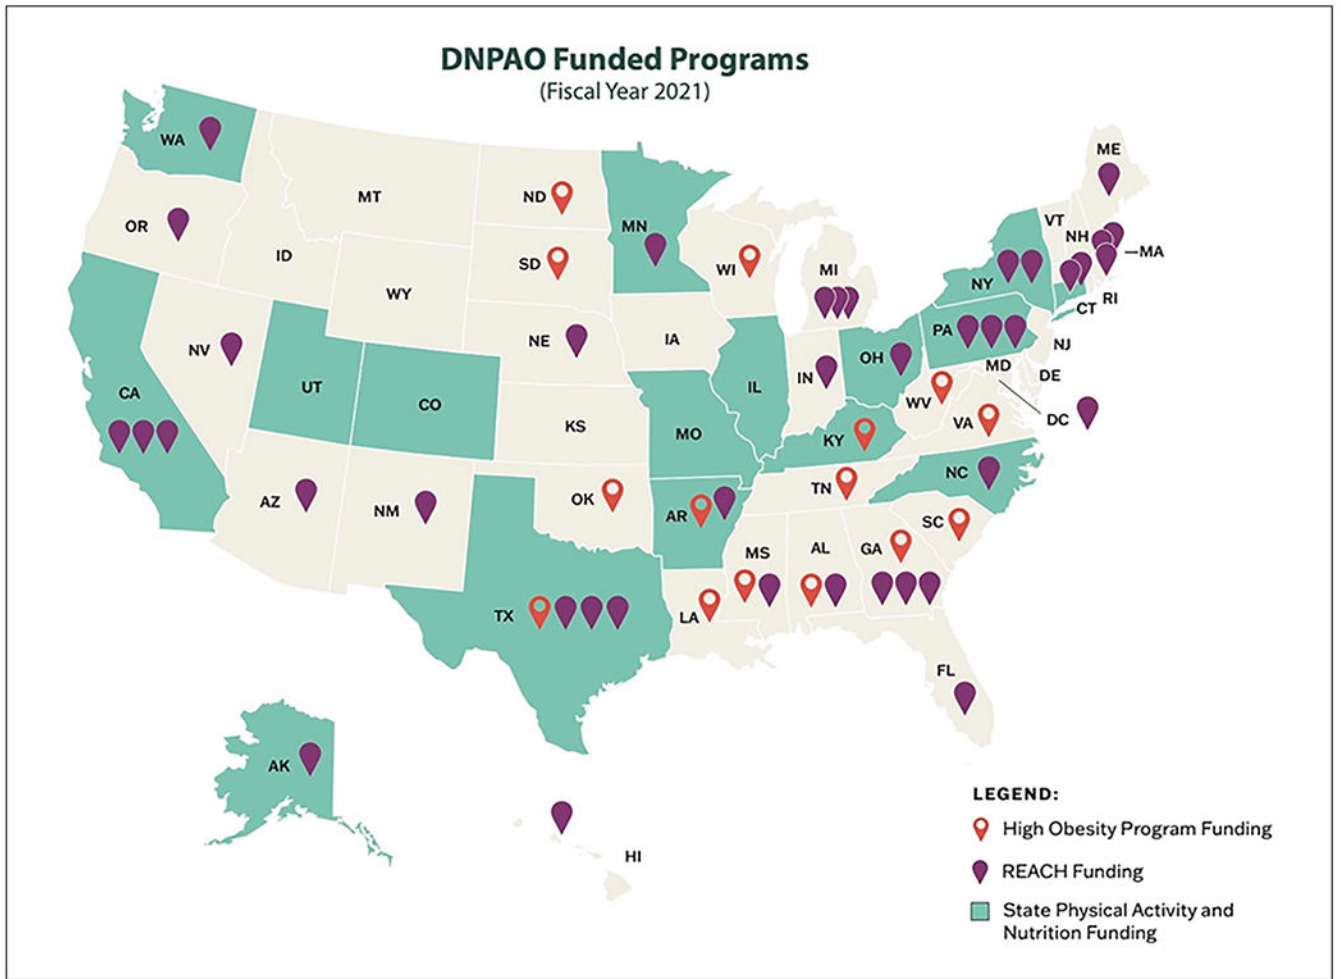 DNPAO Funded Programs
(Fiscal Year 2021)
WA
ME
MT
ND
OR
MN
VT
NH
MA
ID
SD
WI
MI
NY
WY
CT
RI
NE
IA
PA
NV
NJ
OH
MD
DE
UT
IL
IN
CA
CO
WV
DC
VA
KS
MO
KY
NC
AZ
NM
OK
TN
AR
SC
MS
AL
GA
TX
LA
FL
AK
HI
LEGEND:
High Obesity Program Funding
REACH Funding
State Physical Activity and
Nutrition Funding